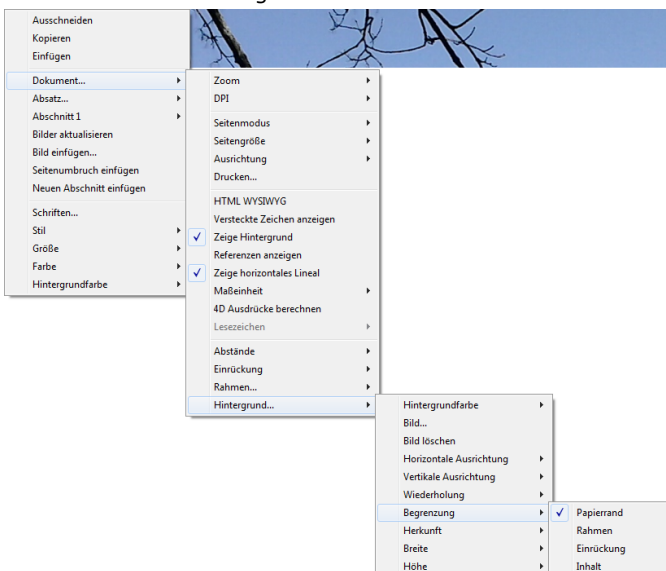 Ausschneiden
Kopieren
Einfügen
Dokument...
Absatz...
Abschnitt 1
Bilder aktualisieren
Bild einfügen...
Seitenumbruch einfügen
Neuen Abschnitt einfügen
Schriften...
Stil
Größe
Farbe
Hintergrundfarbe
Zoom
DPI
Seitenmodus
Seitengröße
Ausrichtung
Drucken...
HTML WYSIWYG
Versteckte Zeichen anzeigen
Zeige Hintergrund
Referenzen anzeigen
Zeige horizontales Lineal
Maßeinheit
4D Ausdrücke berechnen
Lesezeichen
Abstände
Einrückung
Rahmen...
Hintergrund...
Hintergrundfarbe
Bild...
Bild löschen
Horizontale Ausrichtung
Vertikale Ausrichtung
Wiederholung
Begrenzung
Herkunft
Breite
Höhe
Papierrand
Rahmen
Einrückung
Inhalt